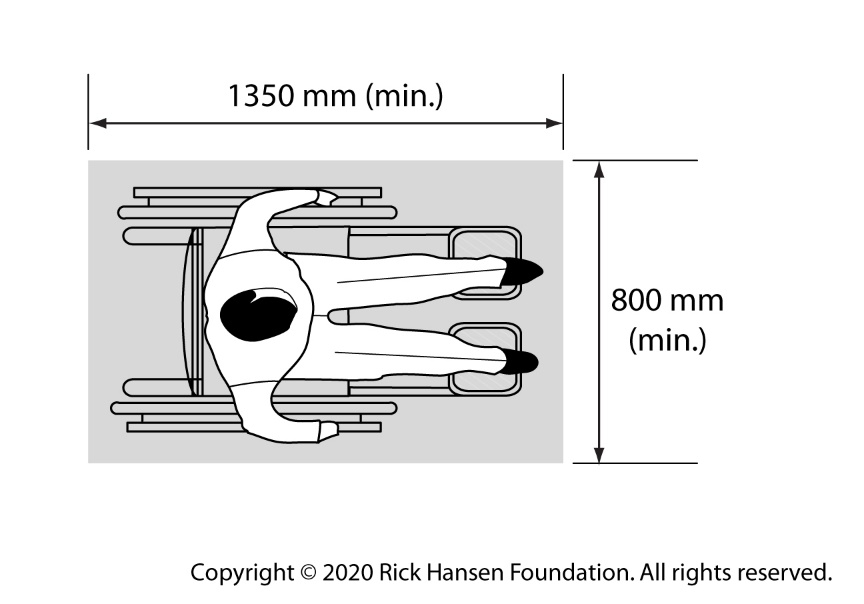 1350 mm (min.)
800 mm
(min.)
Copyright © 2020 Rick Hansen Foundation. All rights reserved.